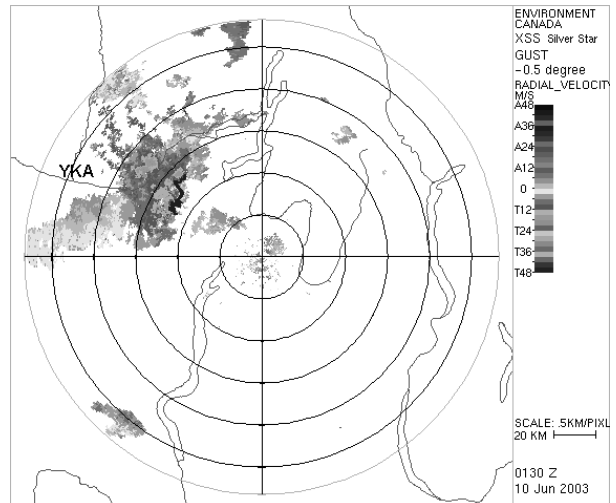 ENVIRONMENT
CANADA
XSS Silver Star
GUST
-0.5 degree
RADIAL_VELOCITY
M/S
A48
A36
A24
A12
0
T12
T24
T36
T48
YKA
SCALE: .5KM/PIXL
20 KM
0130 Z
10 Jun 2003